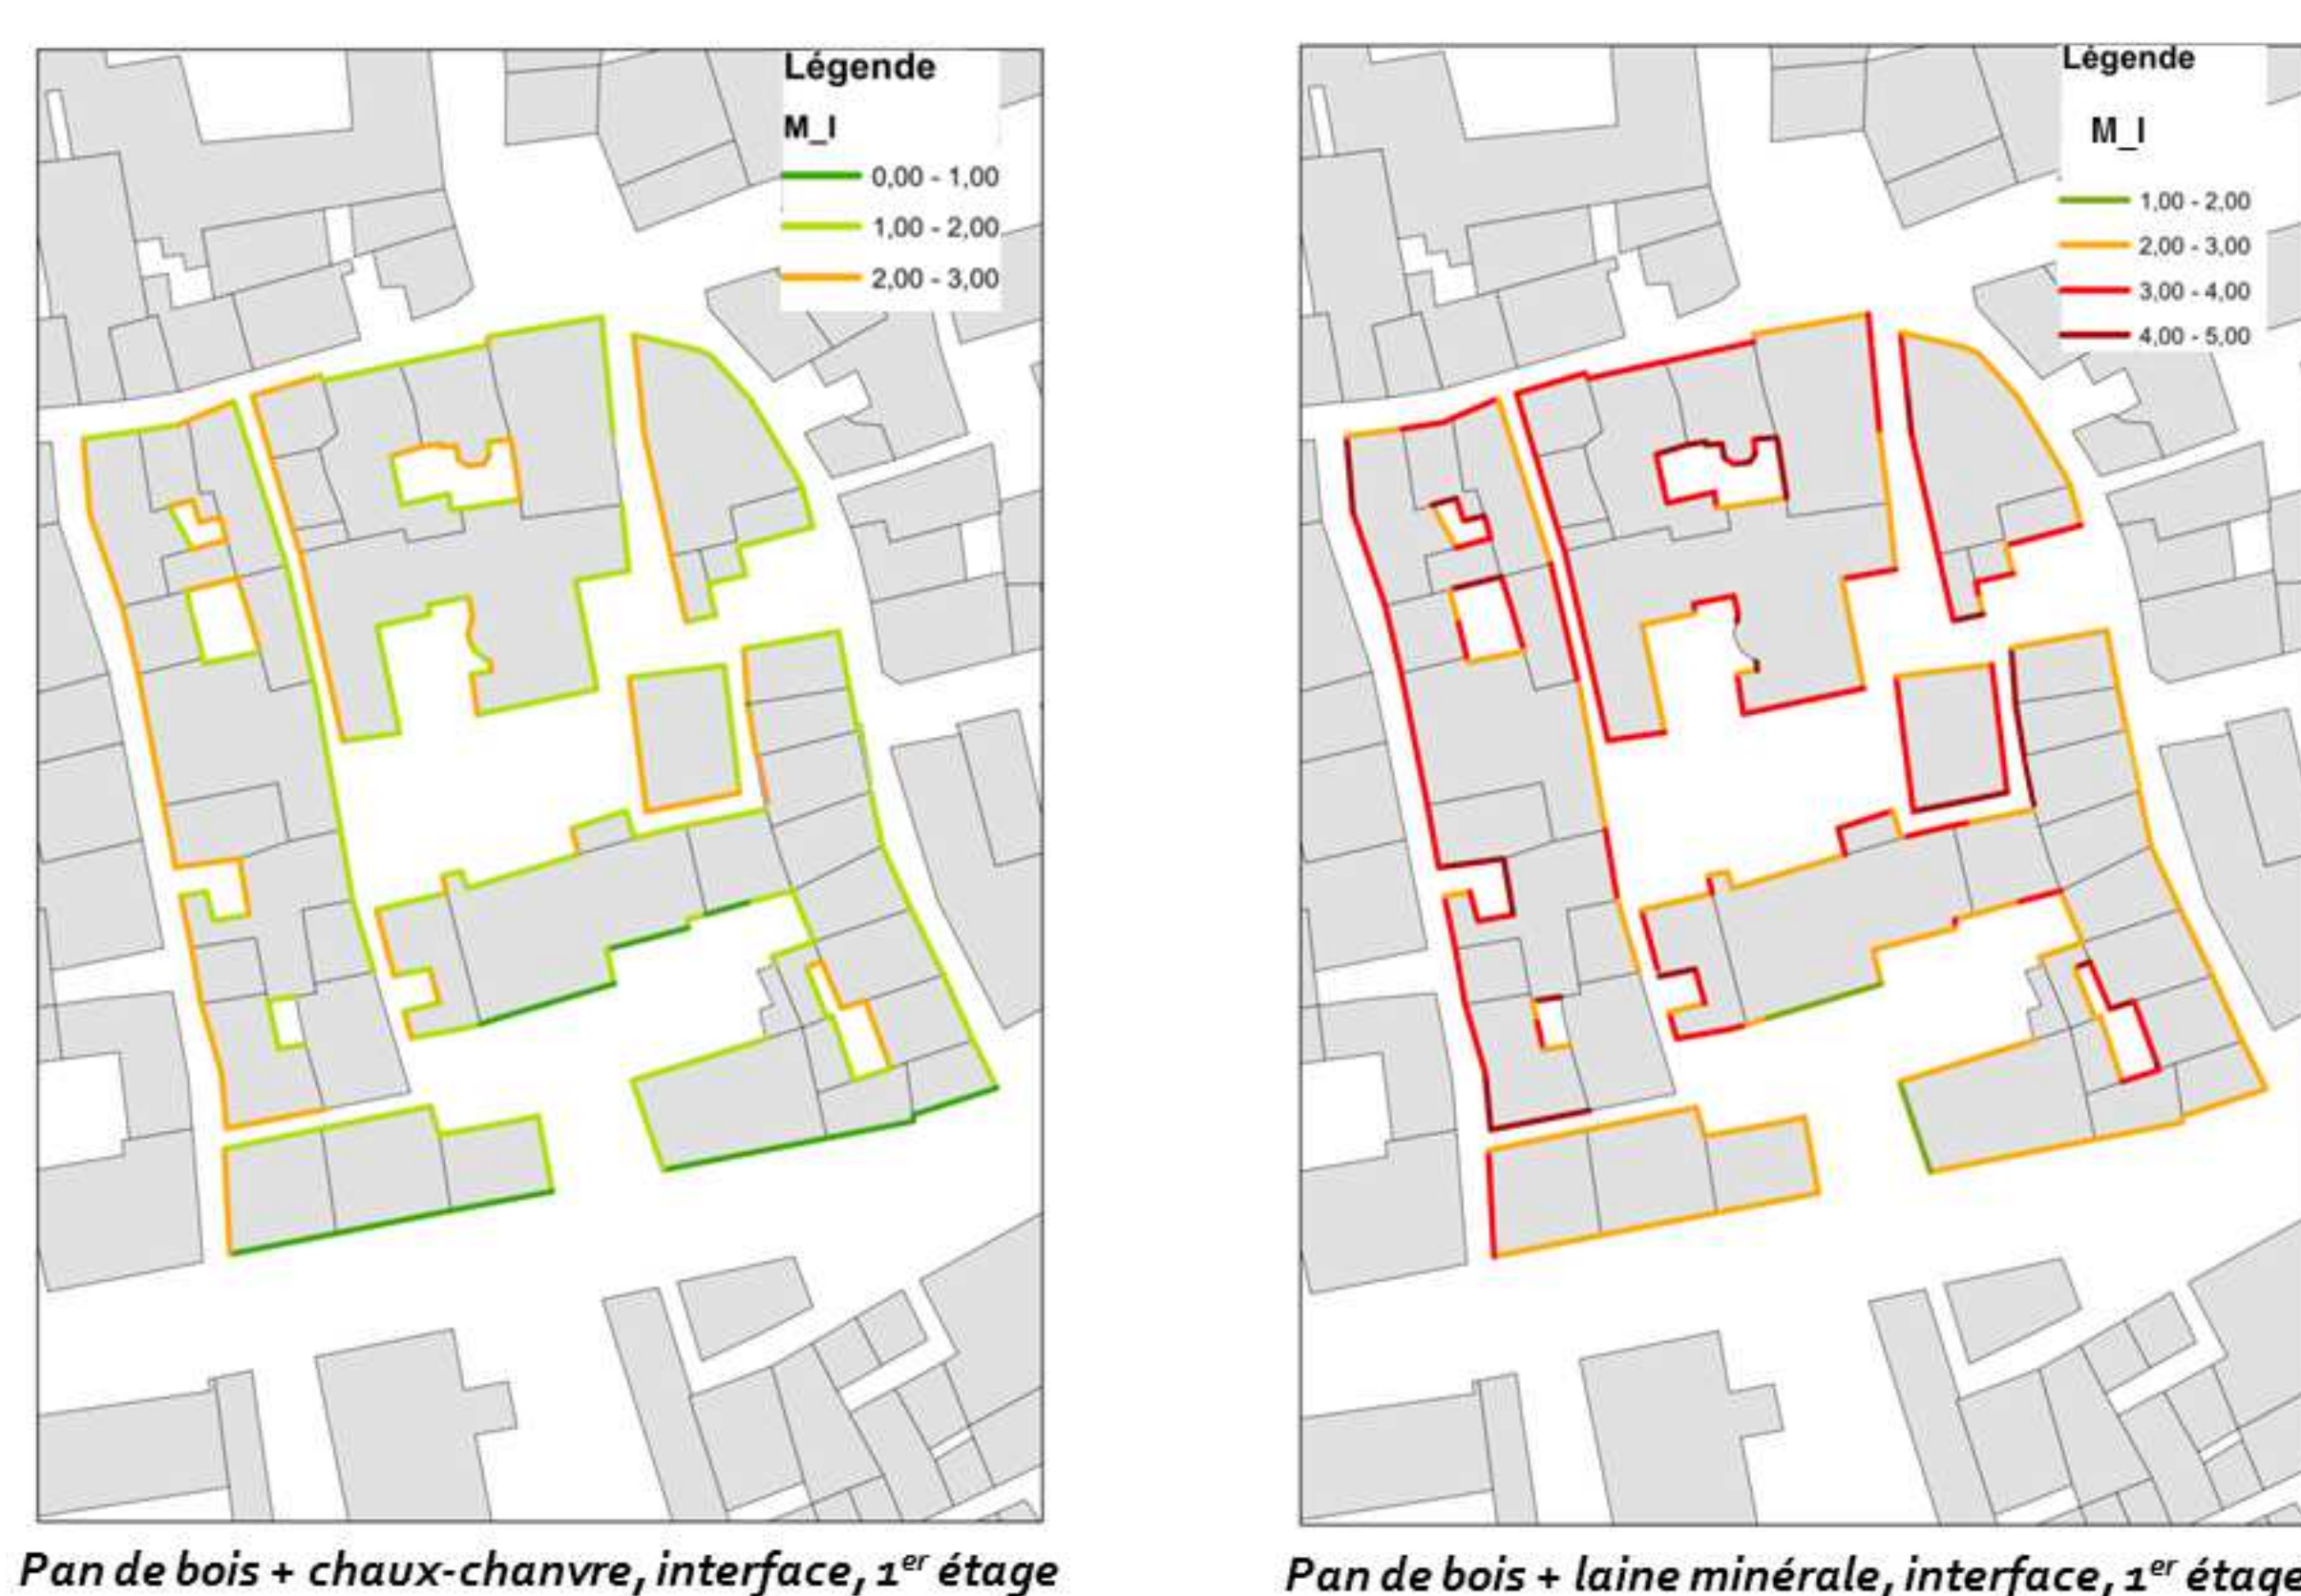 Légende
M_I
0,00 - 1,00
1,00 - 2,00
2,00 - 3,00
Pan de bois + chaux-chanvre, interface, 1er étage
Légende
M_I
1,00 - 2,00
2,00 - 3,00
3,00 - 4,00
4,00 - 5,00
Pan de bois + laine minérale, interface, 1er étage